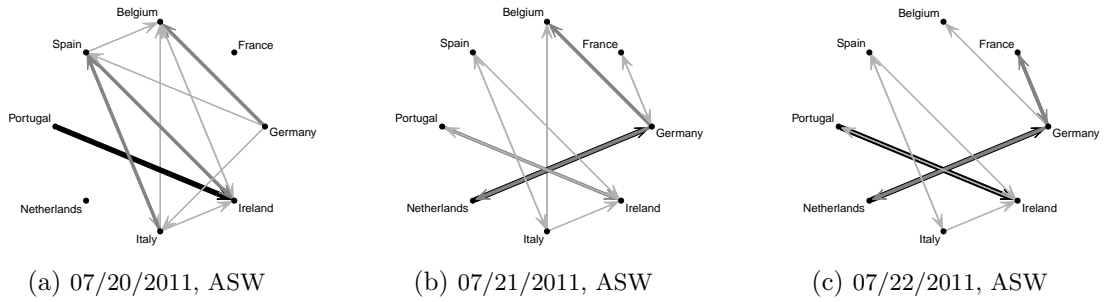 Belgium
Spain
France
Portugal
Germany
Netherlands
Ireland
Italy
(a) 07/20/2011, ASW
Belgium
Spain
France
Portugal
Germany
Netherlands
Ireland
Italy
(b) 07/21/2011, ASW
Belgium
Spain
France
Portugal
Germany
Netherlands
Ireland
Italy
(c) 07/22/2011, ASW